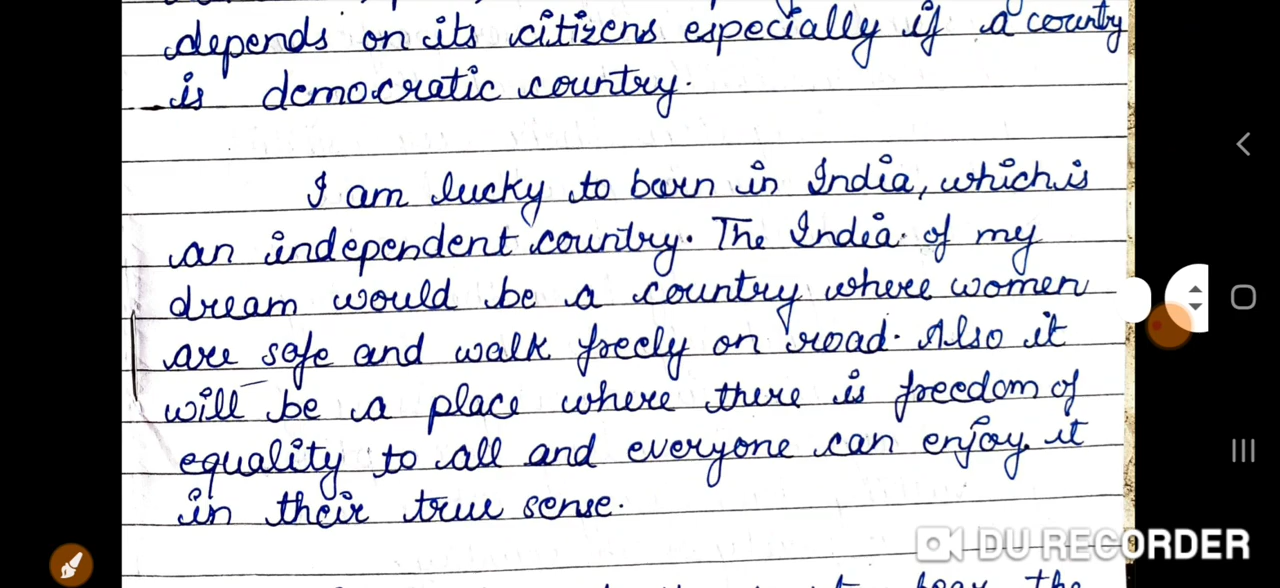 depends on its citizens especially if a country
is democratic country.
I am lucky to born in India, which is
an independent country. The India of my
dream would be a country where women
are safe and walk freely on road. Also it
will be a place where there is freedom of
equality to all and everyone can enjoy it
in their true sense.
DU RECORDER
the